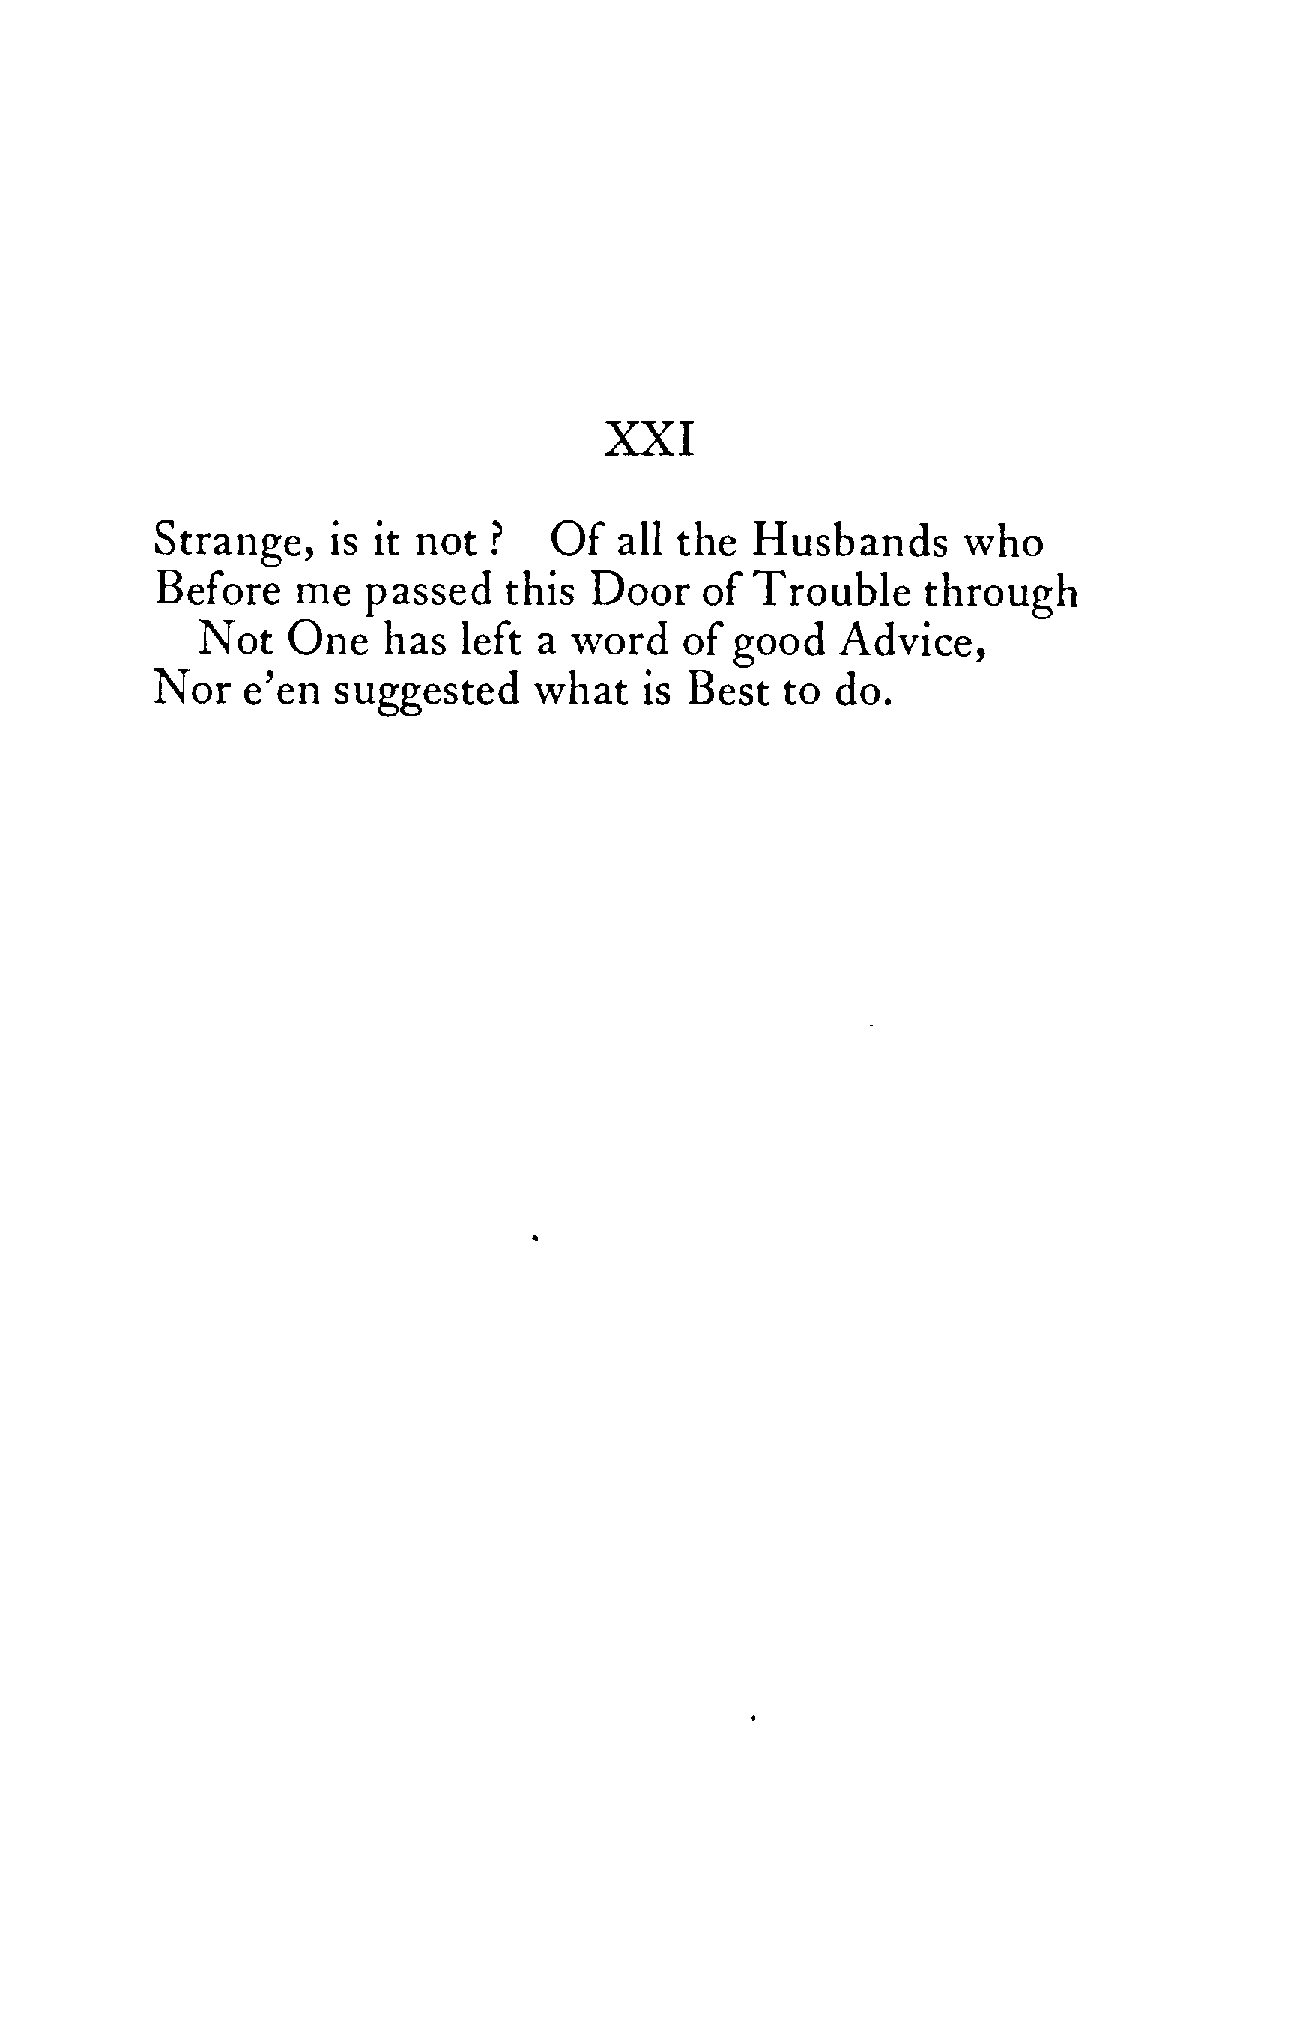 XXI
Strange, is it not ? Of all the Husbands who
Before me passed this Door of Trouble through
Not One has left a word of good Advice,
Nor e'en suggested what is Best to do.